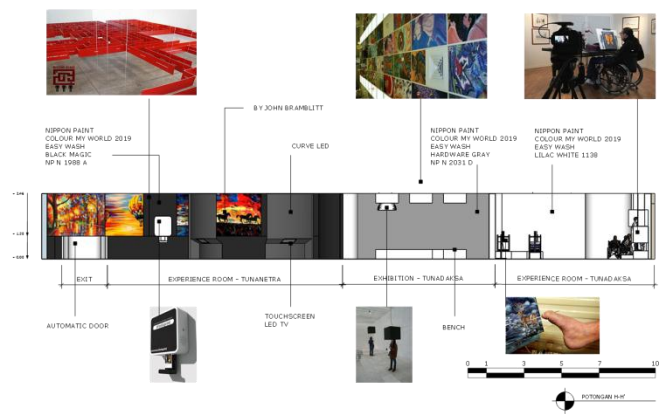 BY JOHN BRAMBLITT
NIPPON PAINT
COLOUR MY WORLD 2019
EASY WASH
BLACK MAGIC
NP N 1988 A
CURVE LED
NIPPON PAINT
COLOUR MY WORLD 2019
EASY WASH
HARDWARE GRAY
NP N 2031 D
NIPPON PAINT
COLOUR MY WORLD 2019
EASY WASH
LILAC WHITE 1138
EXIT
EXPERIENCE ROOM - TUNANETRA
EXHIBITION - TUNADAKSA
EXPERIENCE ROOM - TUNADAKSA
AUTOMATIC DOOR
TOUCHSCREEN
LED TV
BENCH
0 1 3 5 7 10
POTONGAN H-H'